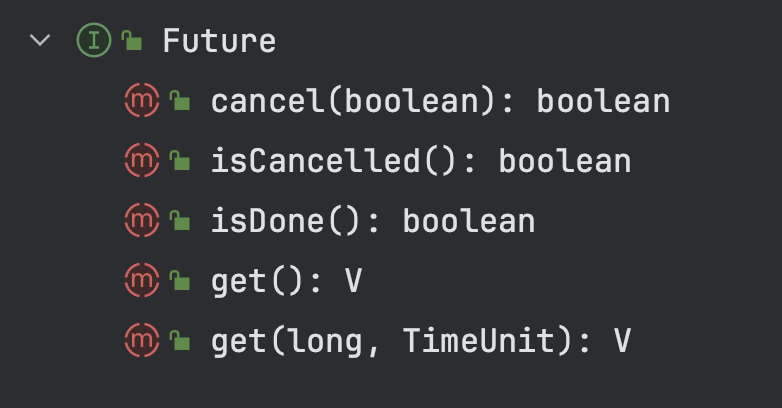 Future
cancel(boolean): boolean
isCancelled(): boolean
isDone(): boolean
get(): V
get(long, TimeUnit): V